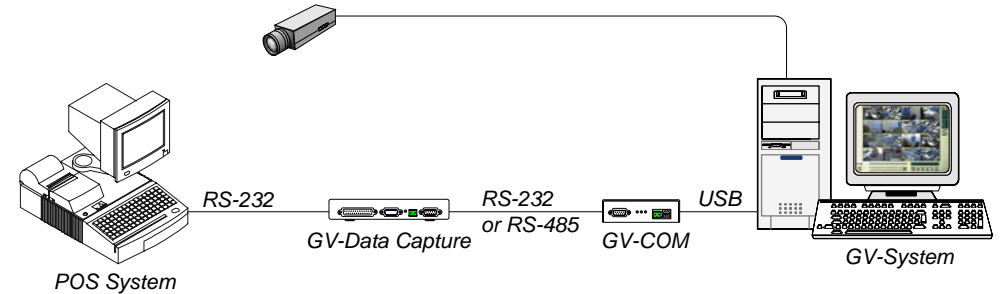 RS-232
RS-232
or RS-485
USB
GV-Data Capture
GV-COM
GV-System
POS System